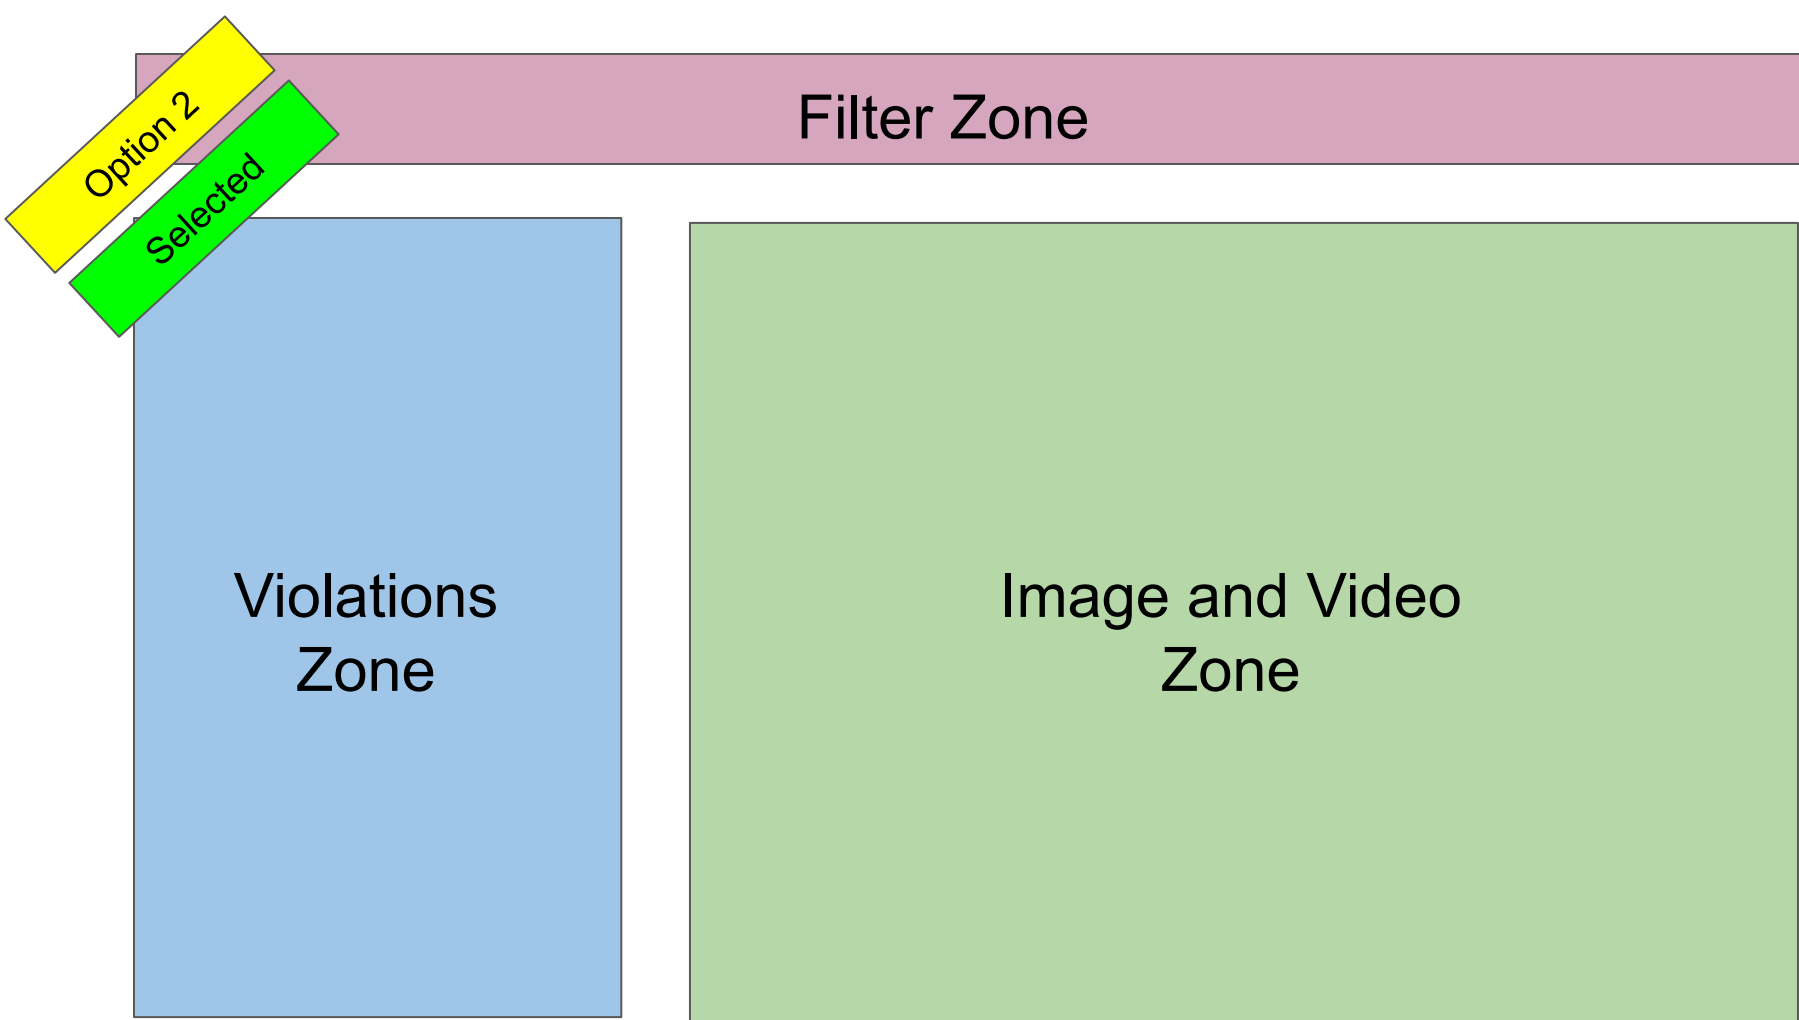 Option 2
Selected
Filter Zone
Violations
Zone
Image and Video
Zone